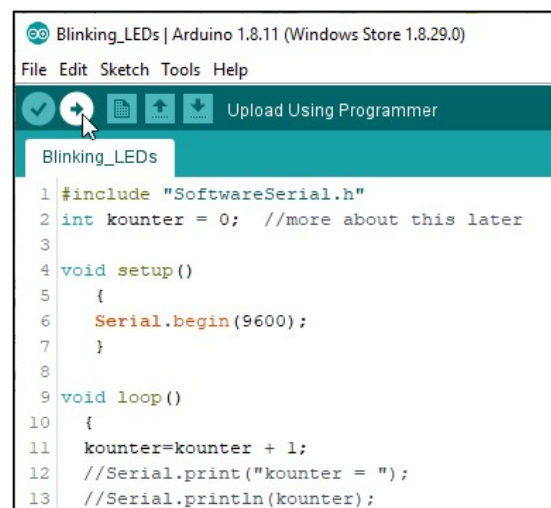 Blinking_LEDs | Arduino 1.8.11 (Windows Store 1.8.29.0)
File Edit Sketch Tools Help
Upload Using Programmer
Blinking_LEDs
1 #include "SoftwareSerial.h"
2 int kounter = 0;  //more about this later
3
4 void setup()
5    {
6    Serial.begin(9600);
7    }
8
9 void loop()
10   {
11   kounter=kounter + 1;
12   //Serial.print("kounter = ");
13   //Serial.println(kounter);